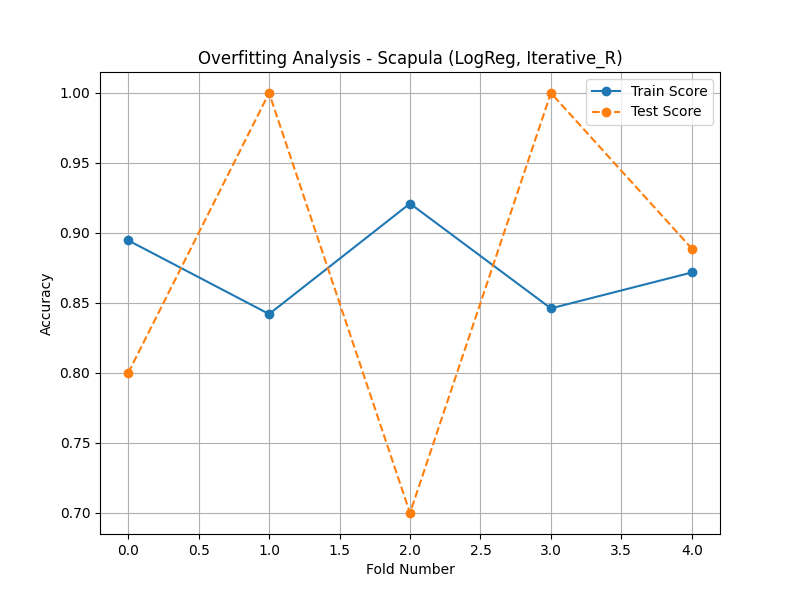 Overfitting Analysis - Scapula (LogReg, Iterative_R)
Train Score
Test Score
Accuracy
1.00
0.95
0.90
0.85
0.80
0.75
0.70
0.0 0.5 1.0 1.5 2.0 2.5 3.0 3.5 4.0
Fold Number